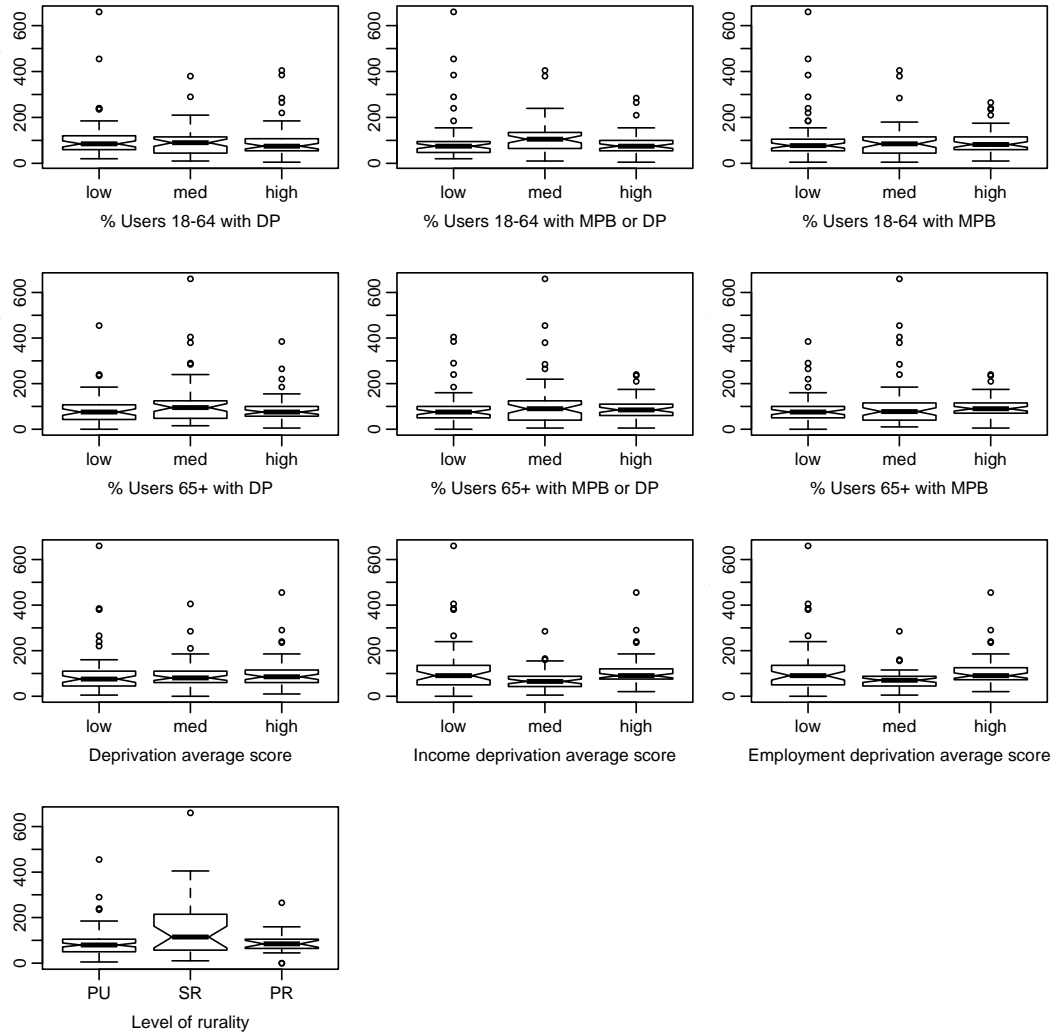 600
400
200
0
low med high
% Users 18-64 with DP
600
400
200
0
low med high
% Users 18-64 with MPB or DP
600
400
200
0
low med high
% Users 18-64 with MPB
600
400
200
0
low med high
% Users 65+ with DP
600
400
200
0
low med high
% Users 65+ with MPB or DP
600
400
200
0
low med high
% Users 65+ with MPB
600
400
200
0
low med high
Deprivation average score
600
400
200
0
low med high
Income deprivation average score
600
400
200
0
low med high
Employment deprivation average score
600
400
200
0
PU SR PR
Level of rurality